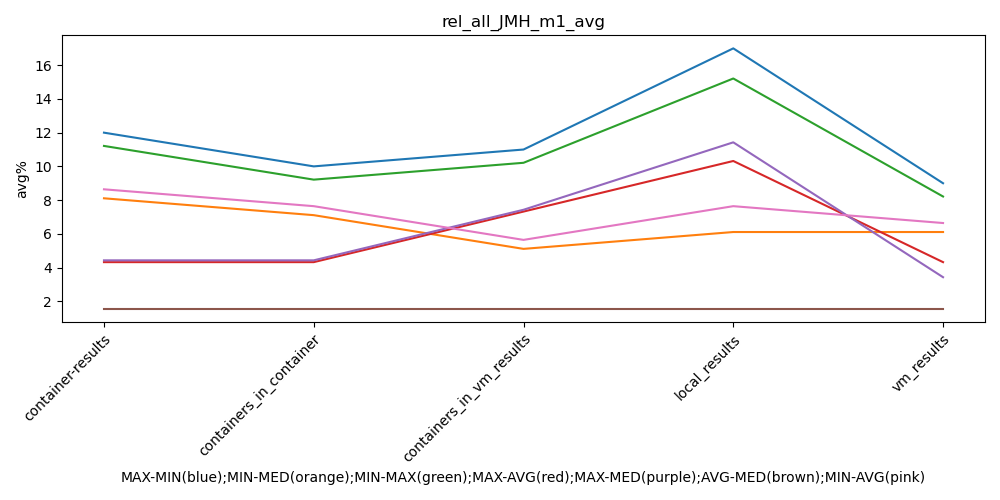 rel_all_JMH_m1_avg
avg%
16
14
12
10
8
6
4
2
container-results
containers_in_container
containers_in_vm_results
local_results
vm_results
MAX-MIN(blue);MIN-MED(orange);MIN-MAX(green);MAX-AVG(red);MAX-MED(purple);AVG-MED(brown);MIN-AVG(pink)